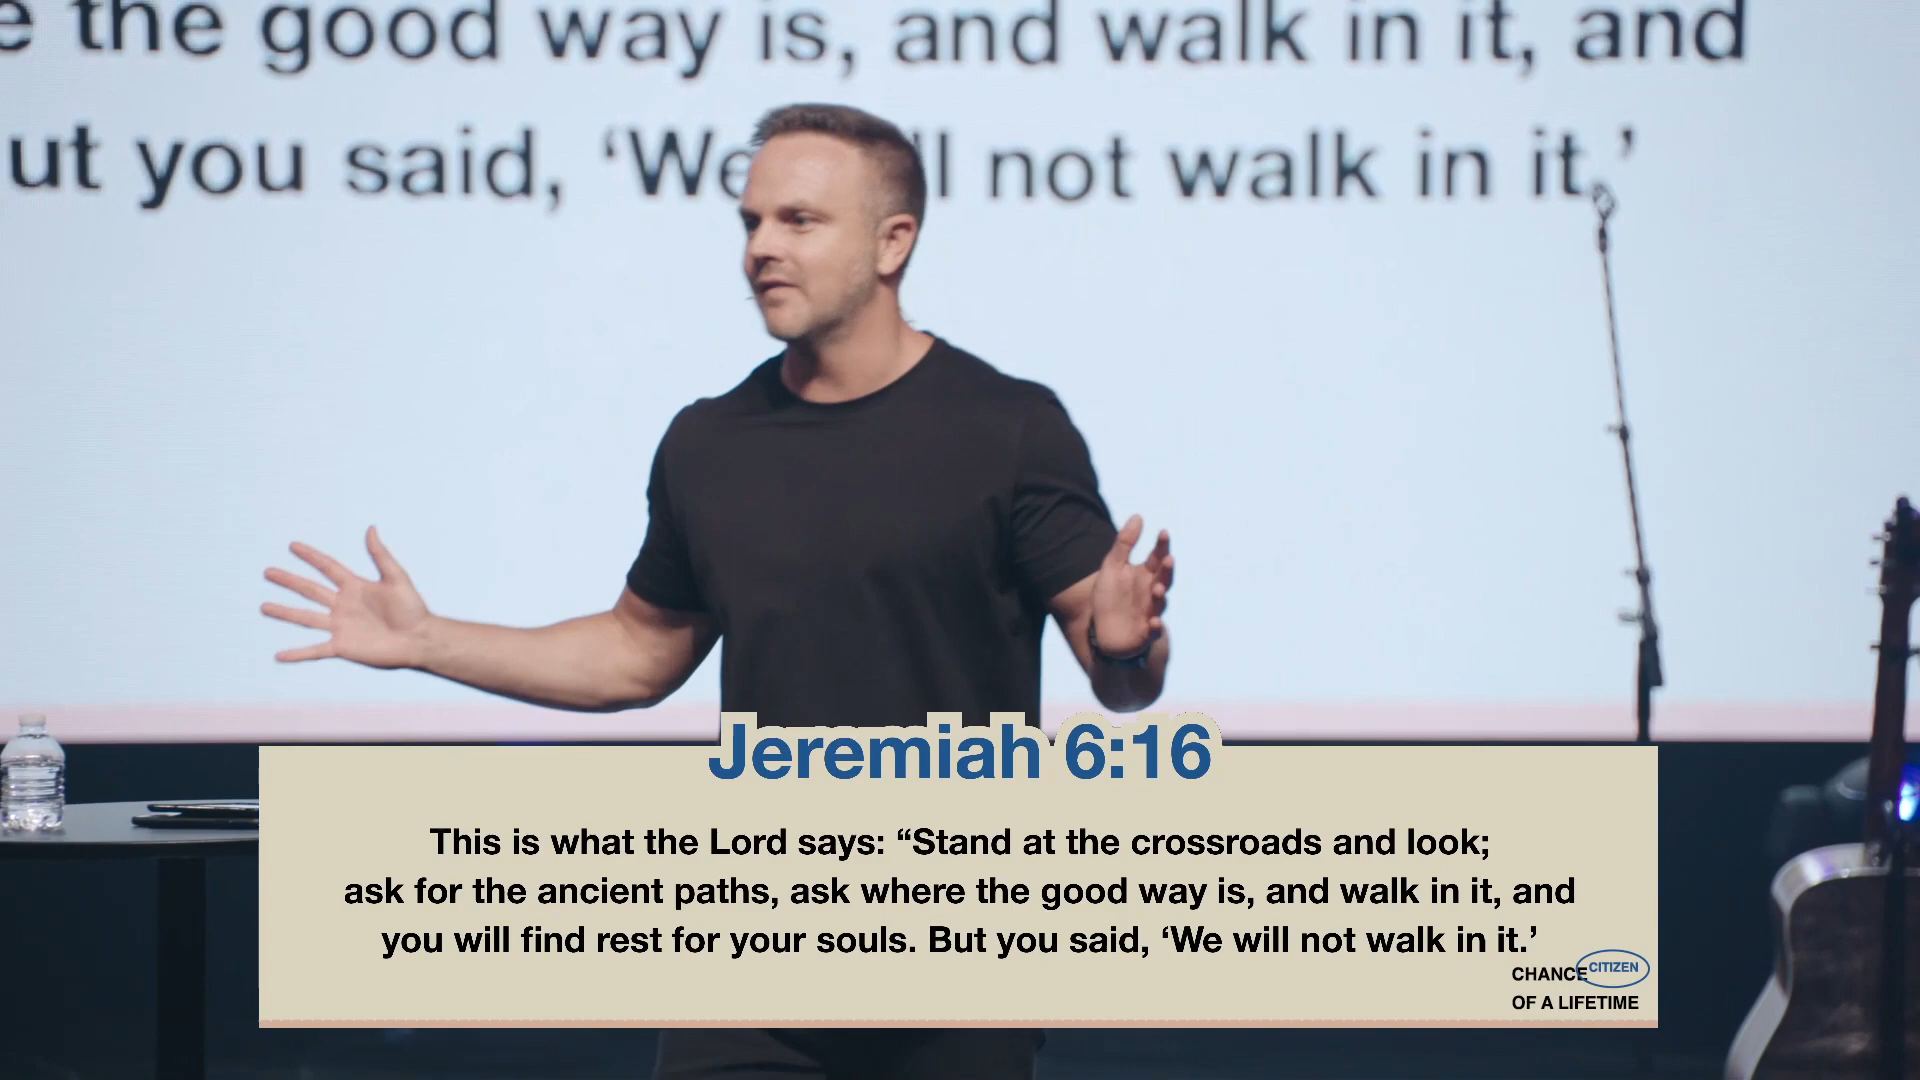 e the good way is, and walk in it, and
ut you said, ‘We ll not walk in it.’
Jeremiah 6:16
This is what the Lord says: “Stand at the crossroads and look;
ask for the ancient paths, ask where the good way is, and walk in it, and
you will find rest for your souls. But you said, ‘We will not walk in it.’
CHANCE CITIZEN
OF A LIFETIME